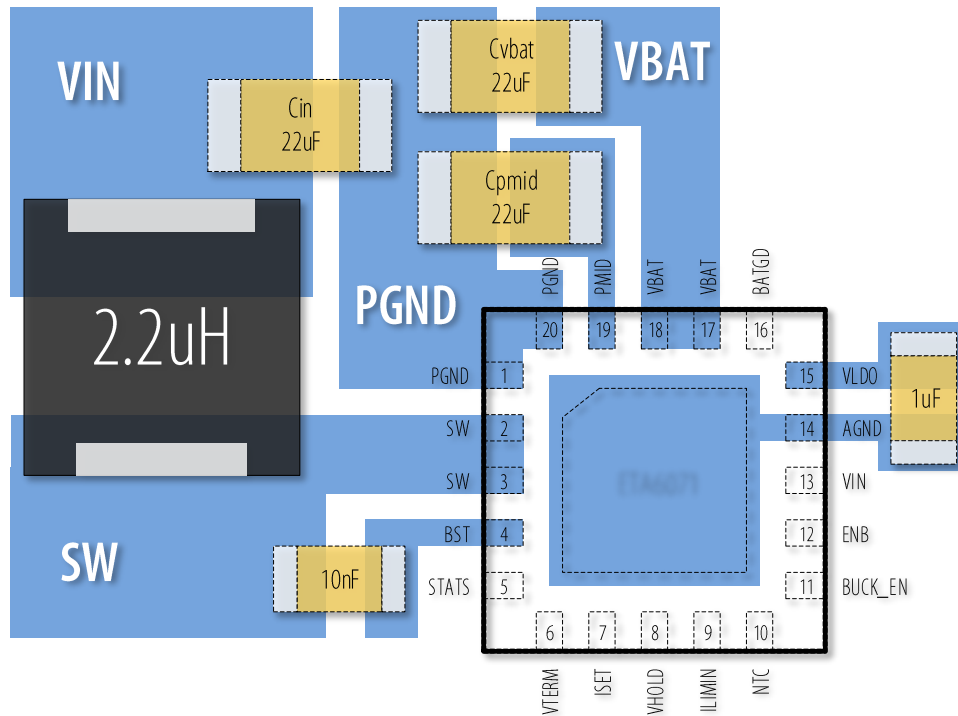 VIN
Cin
22uF
Cvbat
22uF
VBAT
Cpmid
22uF
2.2uH
PGND
PGND
PMID
VBAT
VBAT
BATGD
20
19
18
17
16
PGND
1
15
VLDO
1uF
SW
2
14
AGND
SW
3
13
VIN
ETA6071
BST
4
12
ENB
SW
10nF
STATS
5
11
BUCK_EN
6
7
8
9
10
VTERM
ISET
VHOLD
ILIMIN
NTC